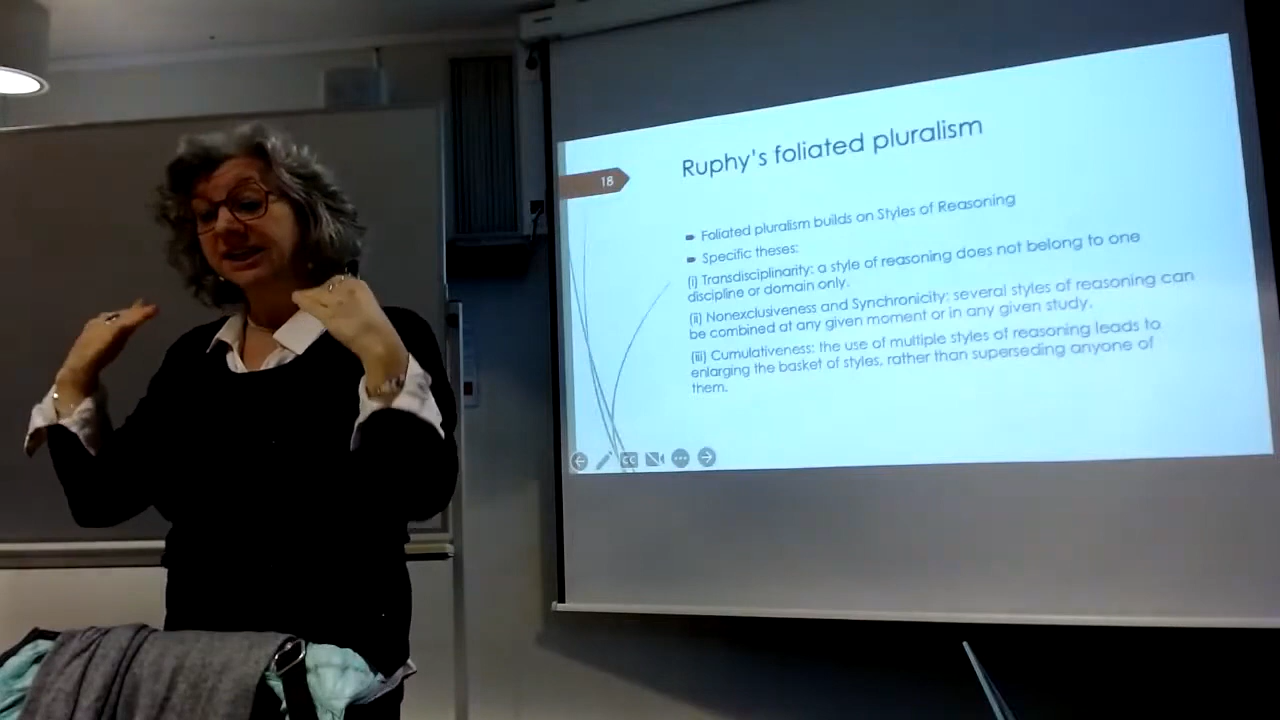 Ruphy's foliated pluralism
18
Foliated pluralism builds on Styles of Reasoning
Specific theses:
(i) Transdisciplinarity: a style of reasoning does not belong to one
discipline or domain only.
(ii) Nonexclusiveness and Synchronicity: several styles of reasoning can
be combined at any given moment or in any given study.
(iii) Cumulativeness: the use of multiple styles of reasoning leads to
enlarging the basket of styles, rather than superseding anyone of
them.
CC